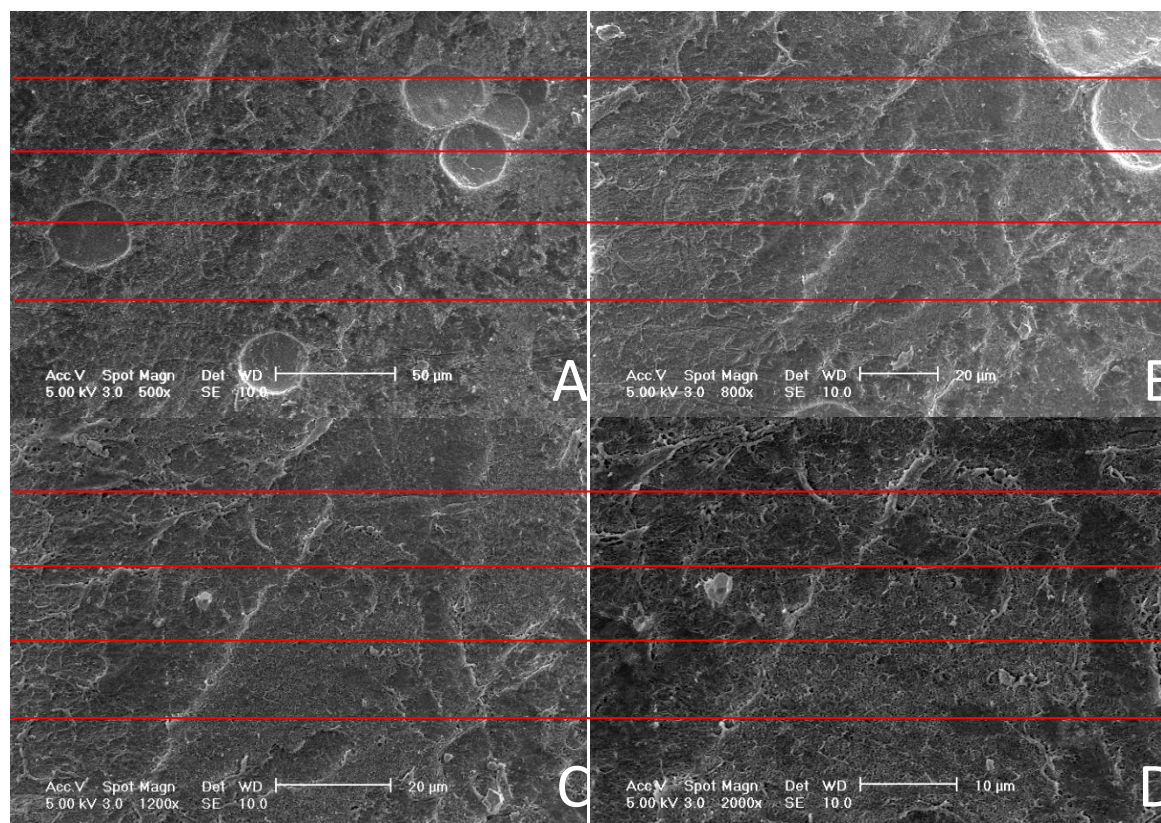 A
Acc.V Spot Magn Det WD 50 µm
5.00 kV 3.0 500x SE 10.0
B
Acc.V Spot Magn Det WD 20 µm
5.00 kV 3.0 800x SE 10.0
C
Acc.V Spot Magn Det WD 20 µm
5.00 kV 3.0 1200x SE 10.0
D
Acc.V Spot Magn Det WD 10 µm
5.00 kV 3.0 2000x SE 10.0